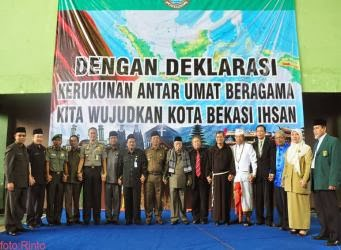 DENGAN DEKLARASI
KERUKUNAN ANTAR UMAT BERAGAMA
KITA WUJUDKAN KOTA BEKASI IHSAN
foto Rinto